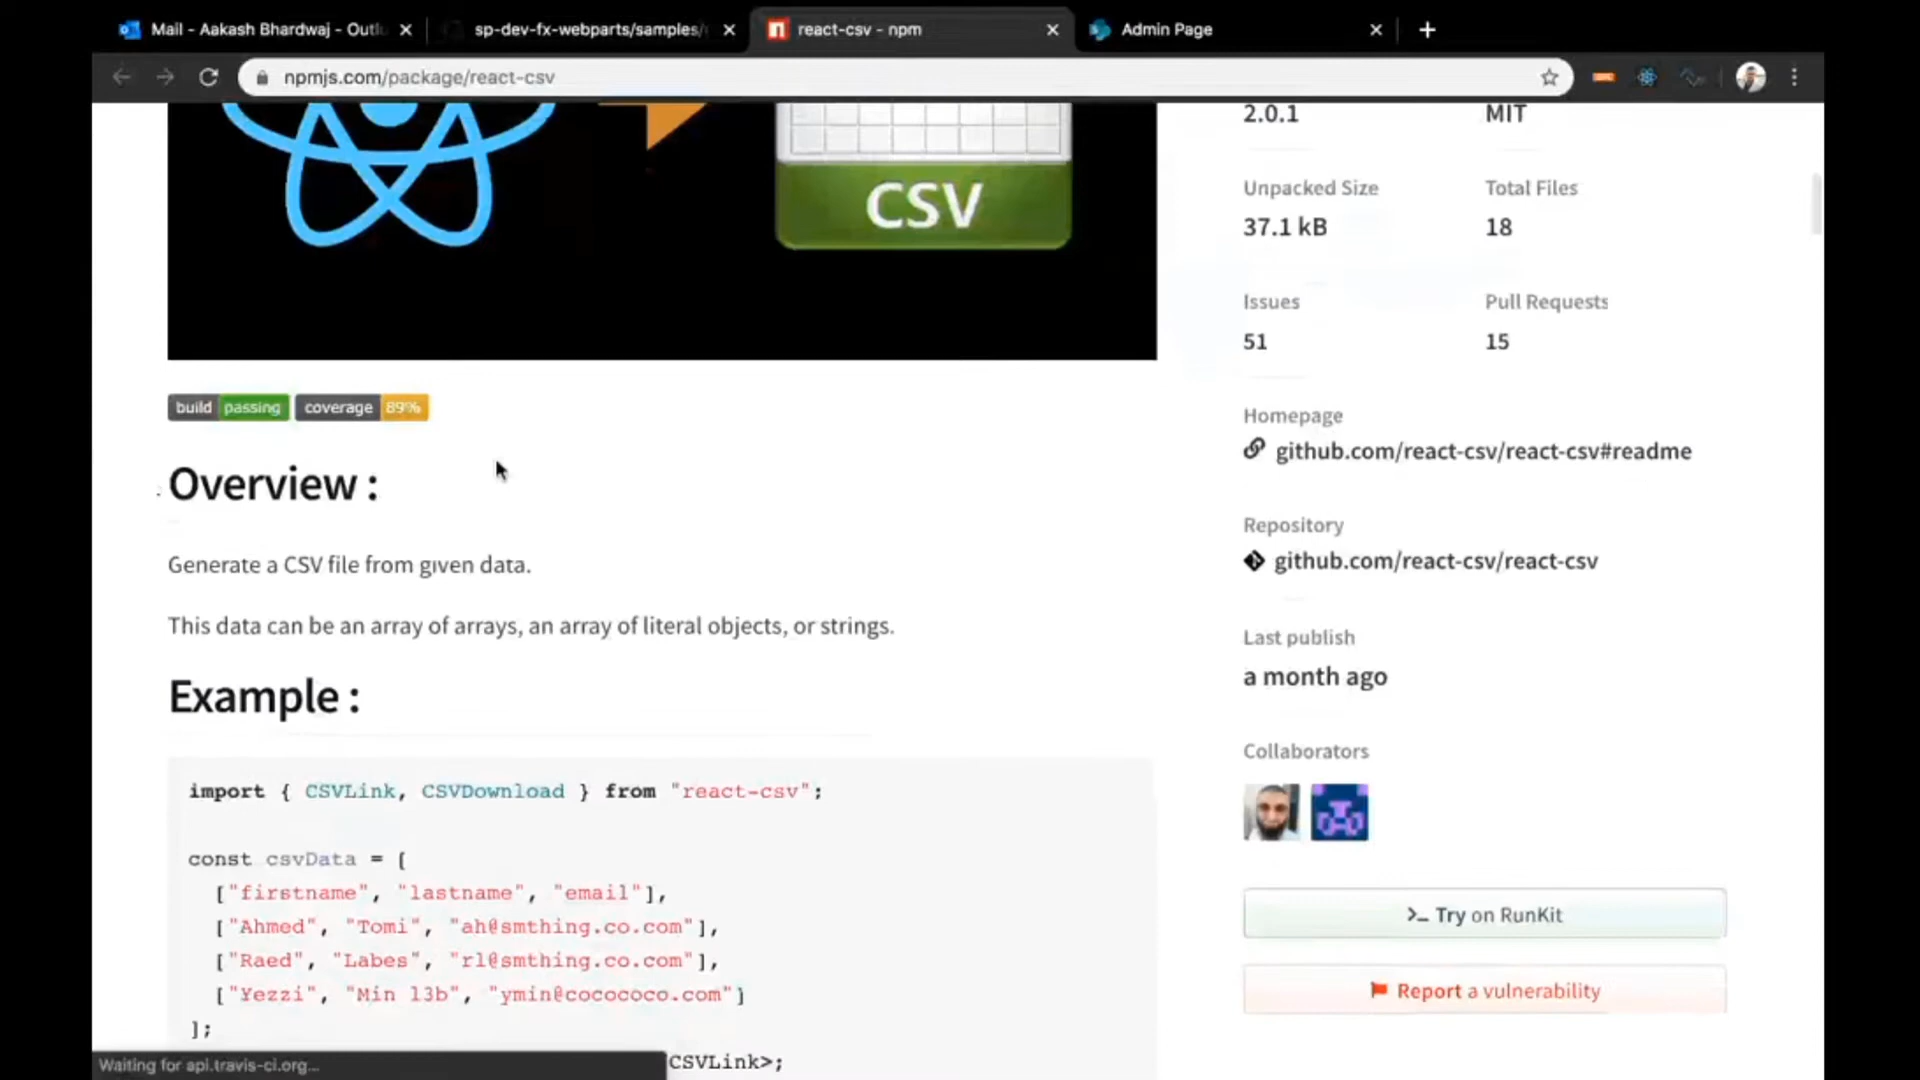 Mail - Aakash Bhardwaj - Outl
sp-dev-fx-webparts/samples/
react-csv - npm
Admin Page
npmjs.com/package/react-csv
CSV
2.0.1
MIT
Unpacked Size
Total Files
37.1 kB
18
Issues
Pull Requests
51
15
Homepage
github.com/react-csv/react-csv#readme
Repository
github.com/react-csv/react-csv
Last publish
a month ago
Collaborators
>_ Try on RunKit
Report a vulnerability
build passing coverage 89%
Overview :
Generate a CSV file from given data.
This data can be an array of arrays, an array of literal objects, or strings.
Example :
import { CSVLink, CSVDownload } from "react-csv";
const csvData = [
["firstname", "lastname", "email"],
["Ahmed", "Tomi", "ah@smthing.co.com"],
["Raed", "Labes", "rl@smthing.co.com"],
["Yezzi", "Min l3b", "ymin@cocococo.com"]
];
CSVLink>;
Waiting for api.travis-ci.org...